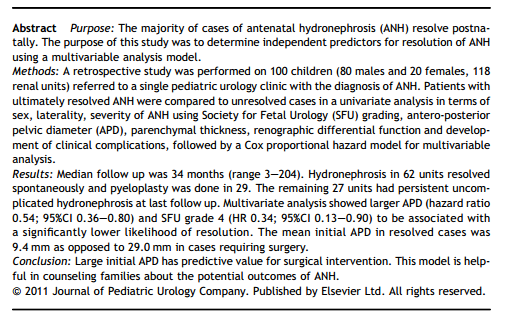 Abstract Purpose: The majority of cases of antenatal hydronephrosis (ANH) resolve postna-
tally. The purpose of this study was to determine independent predictors for resolution of ANH
using a multivariable analysis model.
Methods: A retrospective study was performed on 100 children (80 males and 20 females, 118
renal units) referred to a single pediatric urology clinic with the diagnosis of ANH. Patients with
ultimately resolved ANH were compared to unresolved cases in a univariate analysis in terms of
sex, laterality, severity of ANH using Society for Fetal Urology (SFU) grading, antero-posterior
pelvic diameter (APD), parenchymal thickness, renographic differential function and develop-
ment of clinical complications, followed by a Cox proportional hazard model for multivariable
analysis.
Results: Median follow up was 34 months (range 3–204). Hydronephrosis in 62 units resolved
spontaneously and pyeloplasty was done in 29. The remaining 27 units had persistent uncom-
plicated hydronephrosis at last follow up. Multivariate analysis showed larger APD (hazard ratio
0.54; 95%CI 0.36–0.80) and SFU grade 4 (HR 0.34; 95%CI 0.13–0.90) to be associated with
a significantly lower likelihood of resolution. The mean initial APD in resolved cases was
9.4 mm as opposed to 29.0 mm in cases requiring surgery.
Conclusion: Large initial APD has predictive value for surgical intervention. This model is help-
ful in counseling families about the potential outcomes of ANH.
© 2011 Journal of Pediatric Urology Company. Published by Elsevier Ltd. All rights reserved.